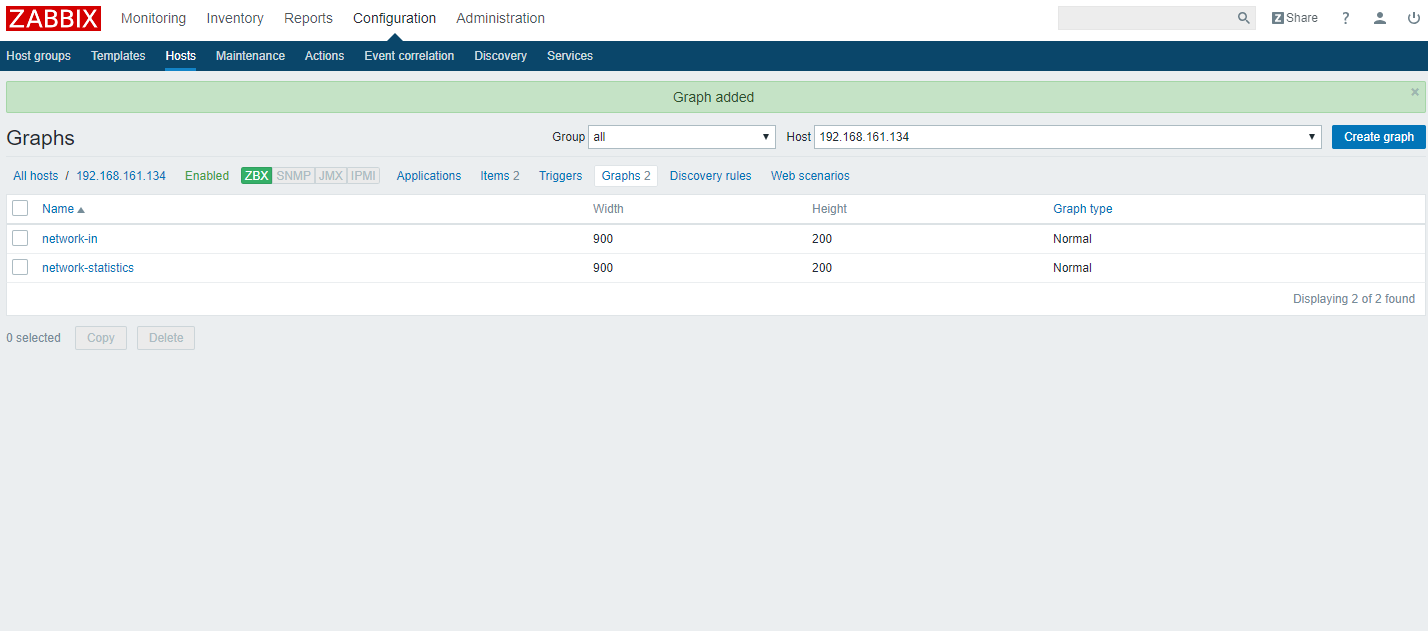 ZABBIX Monitoring Inventory Reports Configuration Administration Z Share ?
Host groups Templates Hosts Maintenance Actions Event correlation Discovery Services
Graph added ×
Graphs Group all ▼ Host 192.168.161.134 ▼ Create graph
All hosts / 192.168.161.134 Enabled ZBX SNMP JMX IPMI Applications Items 2 Triggers Graphs 2 Discovery rules Web scenarios
Name ▲ Width Height Graph type
network-in 900 200 Normal
network-statistics 900 200 Normal
Displaying 2 of 2 found
0 selected Copy Delete